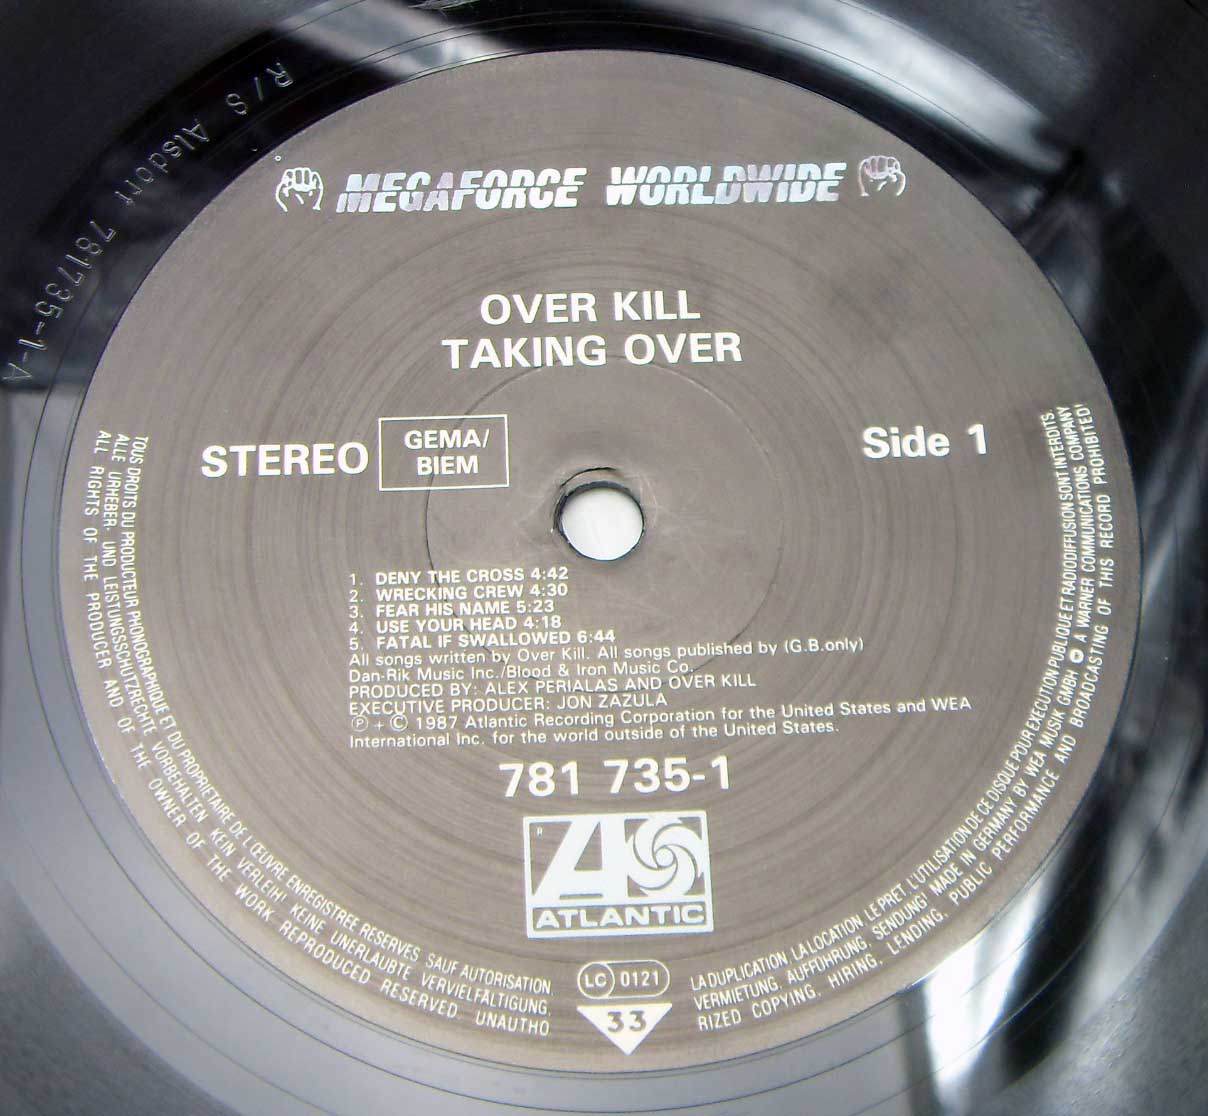 R/S Alsdorf 781735-1-A
MEGAFORCE WORLDWIDE
OVER KILL
TAKING OVER
STEREO
GEMA/
BIEM
Side 1
1. DENY THE CROSS 4:42
2. WRECKING CREW 4:30
3. FEAR HIS NAME 5:23
4. USE YOUR HEAD 4:18
5. FATAL IF SWALLOWED 6:44
All songs written by Over Kill. All songs published by (G.B.only)
Dan-Rik Music Inc./Blood & Iron Music Co.
PRODUCED BY: ALEX PERIALAS AND OVER KILL
EXECUTIVE PRODUCER: JON ZAZULA
Ⓟ + © 1987 Atlantic Recording Corporation for the United States and WEA
International Inc. for the world outside of the United States.
781 735-1
R
A
ATLANTIC
LC 0121
33
TOUS DROITS DU PRODUCTEUR PHONOGRAPHIQUE ET DU PROPRIETAIRE DE L'ŒUVRE ENREGISTREE RESERVES SAUF AUTORISATION LA DUPLICATION, LA LOCATION, LE PRET, L'UTILISATION DE CE DISQUE POUR EXECUTION PUBLIQUE ET RADIODIFFUSION SONT INTERDITS.
ALLE URHEBER- UND LEISTUNGSSCHUTZRECHTE VORBEHALTEN KEIN VERLEIH! KEINE UNERLAUBTE VERVIELFÄLTIGUNG, VERMIETUNG, AUFFÜHRUNG, SENDUNG! MADE IN GERMANY BY WEA MUSIK GMBH A WARNER COMMUNICATIONS COMPANY
ALL RIGHTS OF THE PRODUCER AND OF THE OWNER OF THE WORK REPRODUCED RESERVED. UNAUTHORIZED COPYING, HIRING, LENDING, PUBLIC PERFORMANCE AND BROADCASTING OF THIS RECORD PROHIBITED!